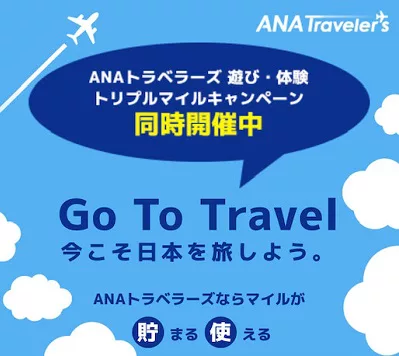 ANA Traveler's
ANAトラベラーズ 遊び・体験
トリプルマイルキャンペーン
同時開催中
Go To Travel
今こそ日本を旅しよう。
ANAトラベラーズならマイルが
貯まる使える